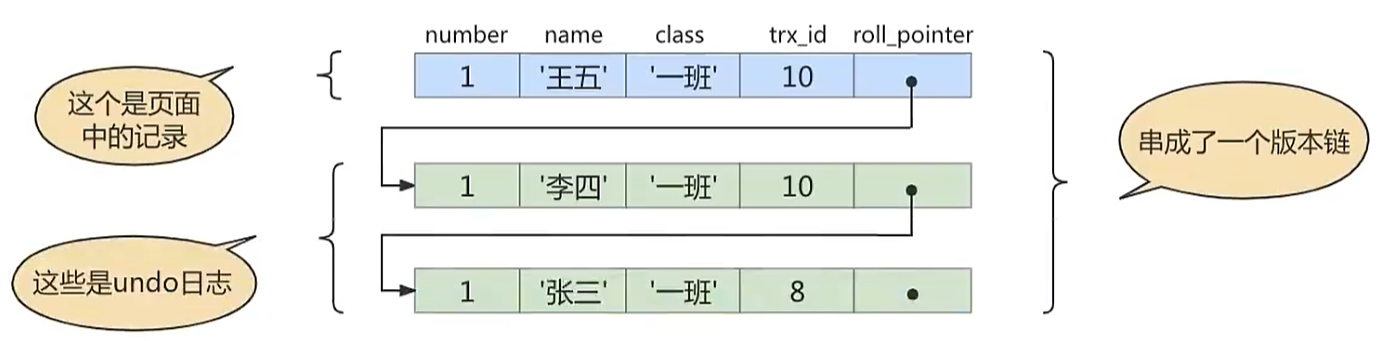 number name class trx_id roll_pointer
1 '王五' '一班' 10
这个是页面
中的记录
串成了一个版本链
1 '李四' '一班' 10
这些是undo日志
1 '张三' '一班' 8